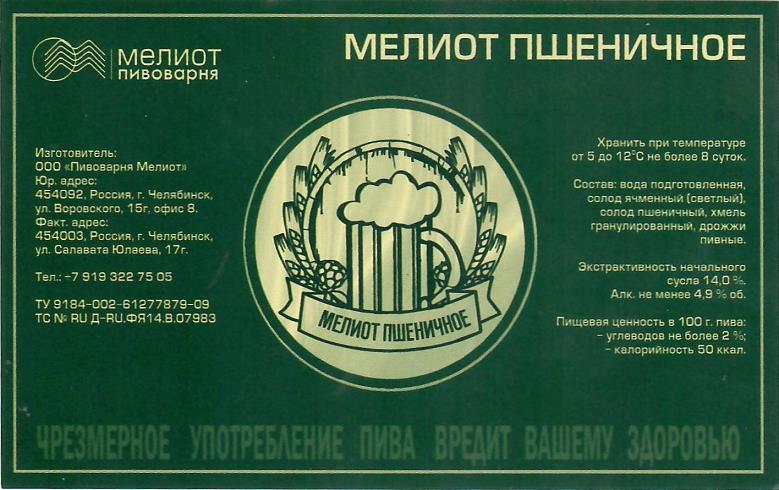 МЕЛИОТ
ПИВОВАРНЯ
МЕЛИОТ ПШЕНИЧНОЕ
Изготовитель:
ООО «Пивоварня Мелиот»
Юр. адрес:
454092, Россия, г. Челябинск,
ул. Воровского, 15г, офис 8.
Факт. адрес:
454003, Россия, г. Челябинск,
ул. Салавата Юлаева, 17г.
Тел.: +7 919 322 75 05
ТУ 9184-002-61277879-09
ТС № RU Д-RU.ФЯ14.В.07983
МЕЛИОТ ПШЕНИЧНОЕ
Хранить при температуре
от 5 до 12°С не более 8 суток.
Состав: вода подготовленная,
солод ячменный (светлый),
солод пшеничный, хмель
гранулированный, дрожжи
пивные.
Экстрактивность начального
сусла 14,0 %.
Алк. не менее 4,9 % об.
Пищевая ценность в 100 г. пива:
– углеводов не более 2 %;
– калорийность 50 ккал.
ЧРЕЗМЕРНОЕ УПОТРЕБЛЕНИЕ ПИВА ВРЕДИТ ВАШЕМУ ЗДОРОВЬЮ